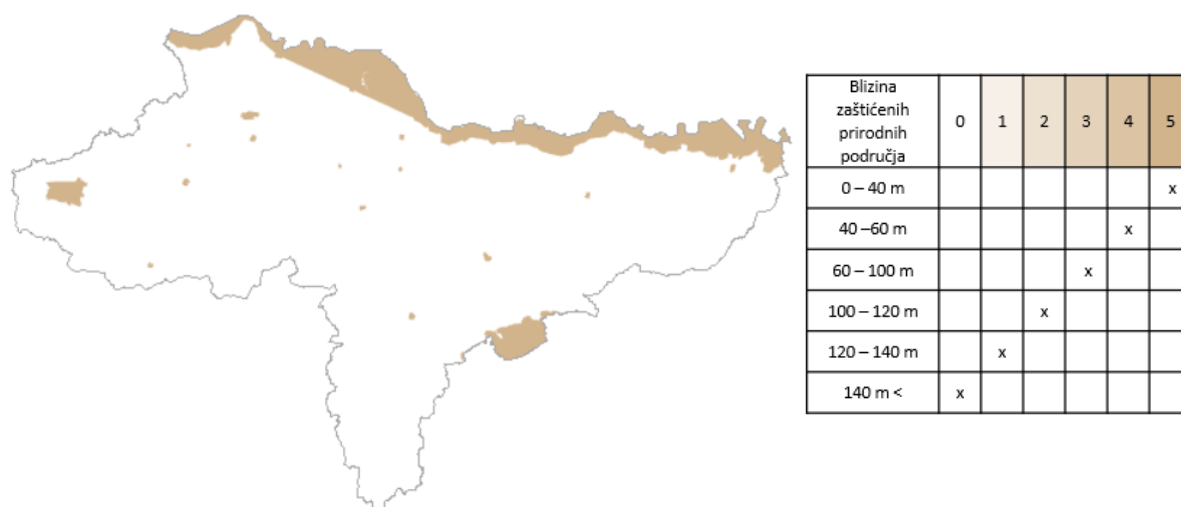 Blizina
zaštićenih
prirodnih
područja
0 1 2 3 4 5
0 – 40 m x
40 –60 m x
60 – 100 m x
100 – 120 m x
120 – 140 m x
140 m < x